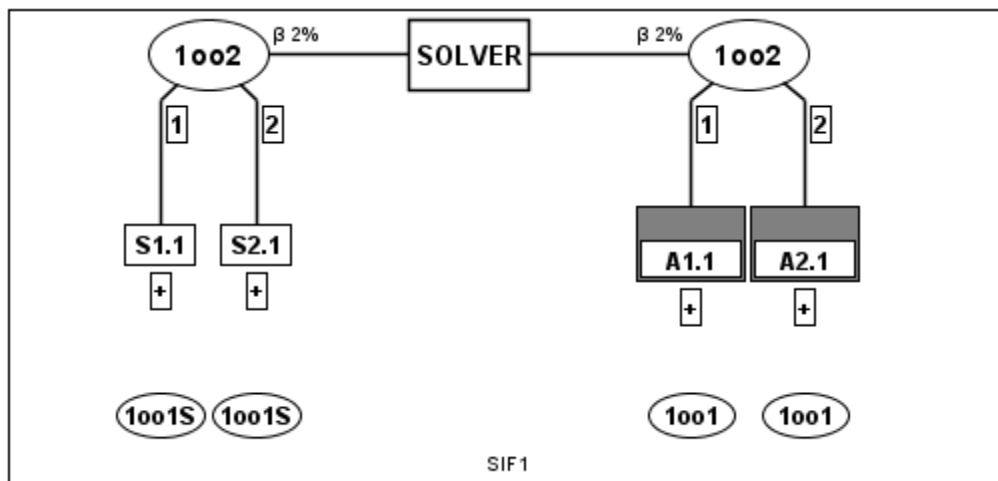 1oo2 β 2% SOLVER β 2% 1oo2
1 2 1 2
S1.1 S2.1 A1.1 A2.1
+ + + +
1oo1S 1oo1S 1oo1 1oo1
SIF1